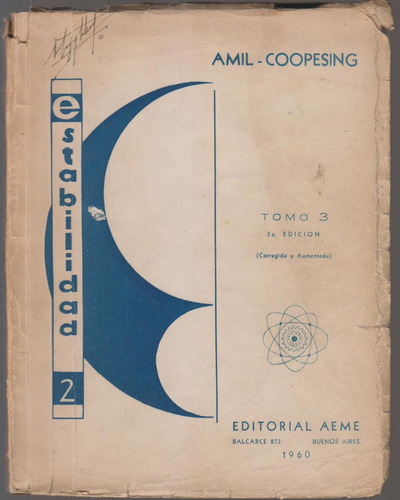 AMIL - COOPESING
estabilidad
2
TOMO 3
3a. EDICION
(Corregida y Aumentada)
EDITORIAL AEME
BALCARCE 873 BUENOS AIRES
1960